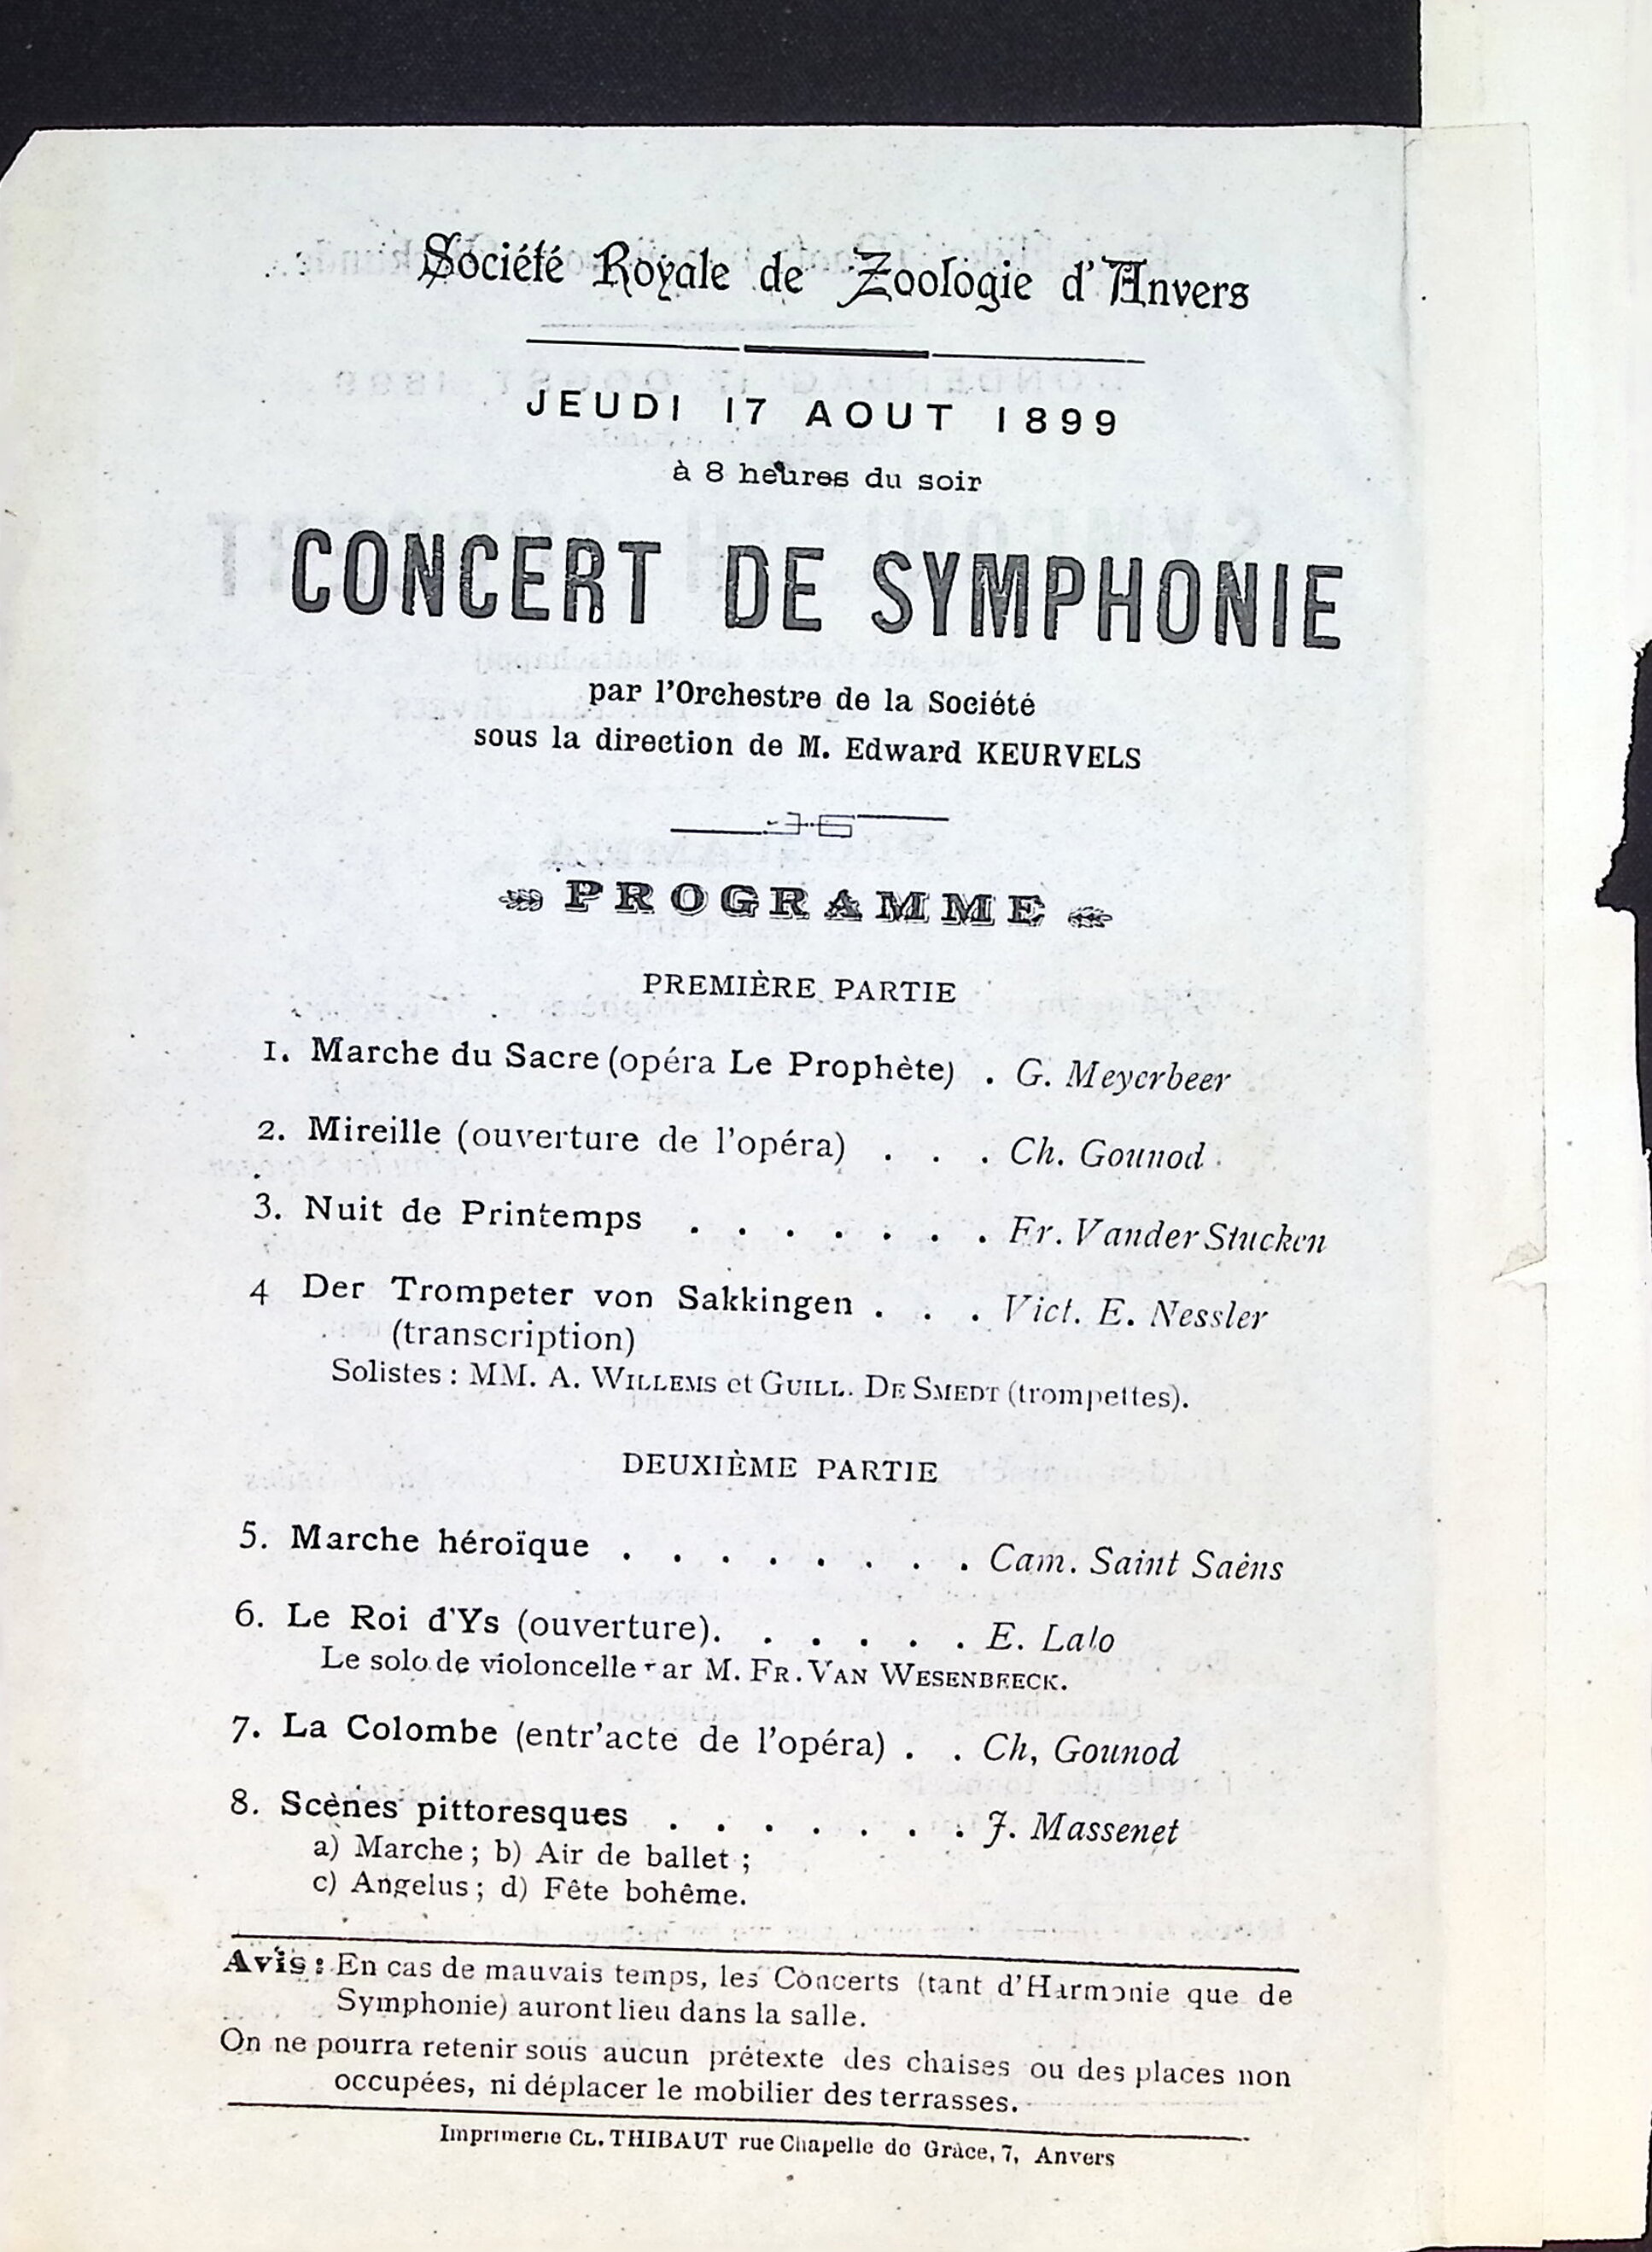 Société Royale de Zoologie d'Anvers
JEUDI 17 AOUT 1899
à 8 heures du soir
CONCERT DE SYMPHONIE
par l'Orchestre de la Société
sous la direction de M. Edward KEURVELS
PROGRAMME
PREMIÈRE PARTIE
1. Marche du Sacre (opéra Le Prophète) . G. Meyerbeer
2. Mireille (ouverture de l'opéra) . . . Ch. Gounod
3. Nuit de Printemps . . . . . . . Fr. Vander Stucken
4 Der Trompeter von Sakkingen . . . Vict. E. Nessler
(transcription)
Solistes : MM. A. WILLEMS et GUILL. DE SMEDT (trompettes).
DEUXIÈME PARTIE
5. Marche héroïque . . . . . . . . Cam. Saint Saëns
6. Le Roi d'Ys (ouverture). . . . . . E. Lalo
Le solo de violoncelle par M. FR. VAN WESENBEECK.
7. La Colombe (entr'acte de l'opéra) . . Ch, Gounod
8. Scènes pittoresques . . . . . . . J. Massenet
a) Marche ; b) Air de ballet ;
c) Angelus ; d) Fête bohême.
Avis : En cas de mauvais temps, les Concerts (tant d'Harmonie que de
Symphonie) auront lieu dans la salle.
On ne pourra retenir sous aucun prétexte des chaises ou des places non
occupées, ni déplacer le mobilier des terrasses.
Imprimerie CL. THIBAUT rue Chapelle de Grâce, 7, Anvers